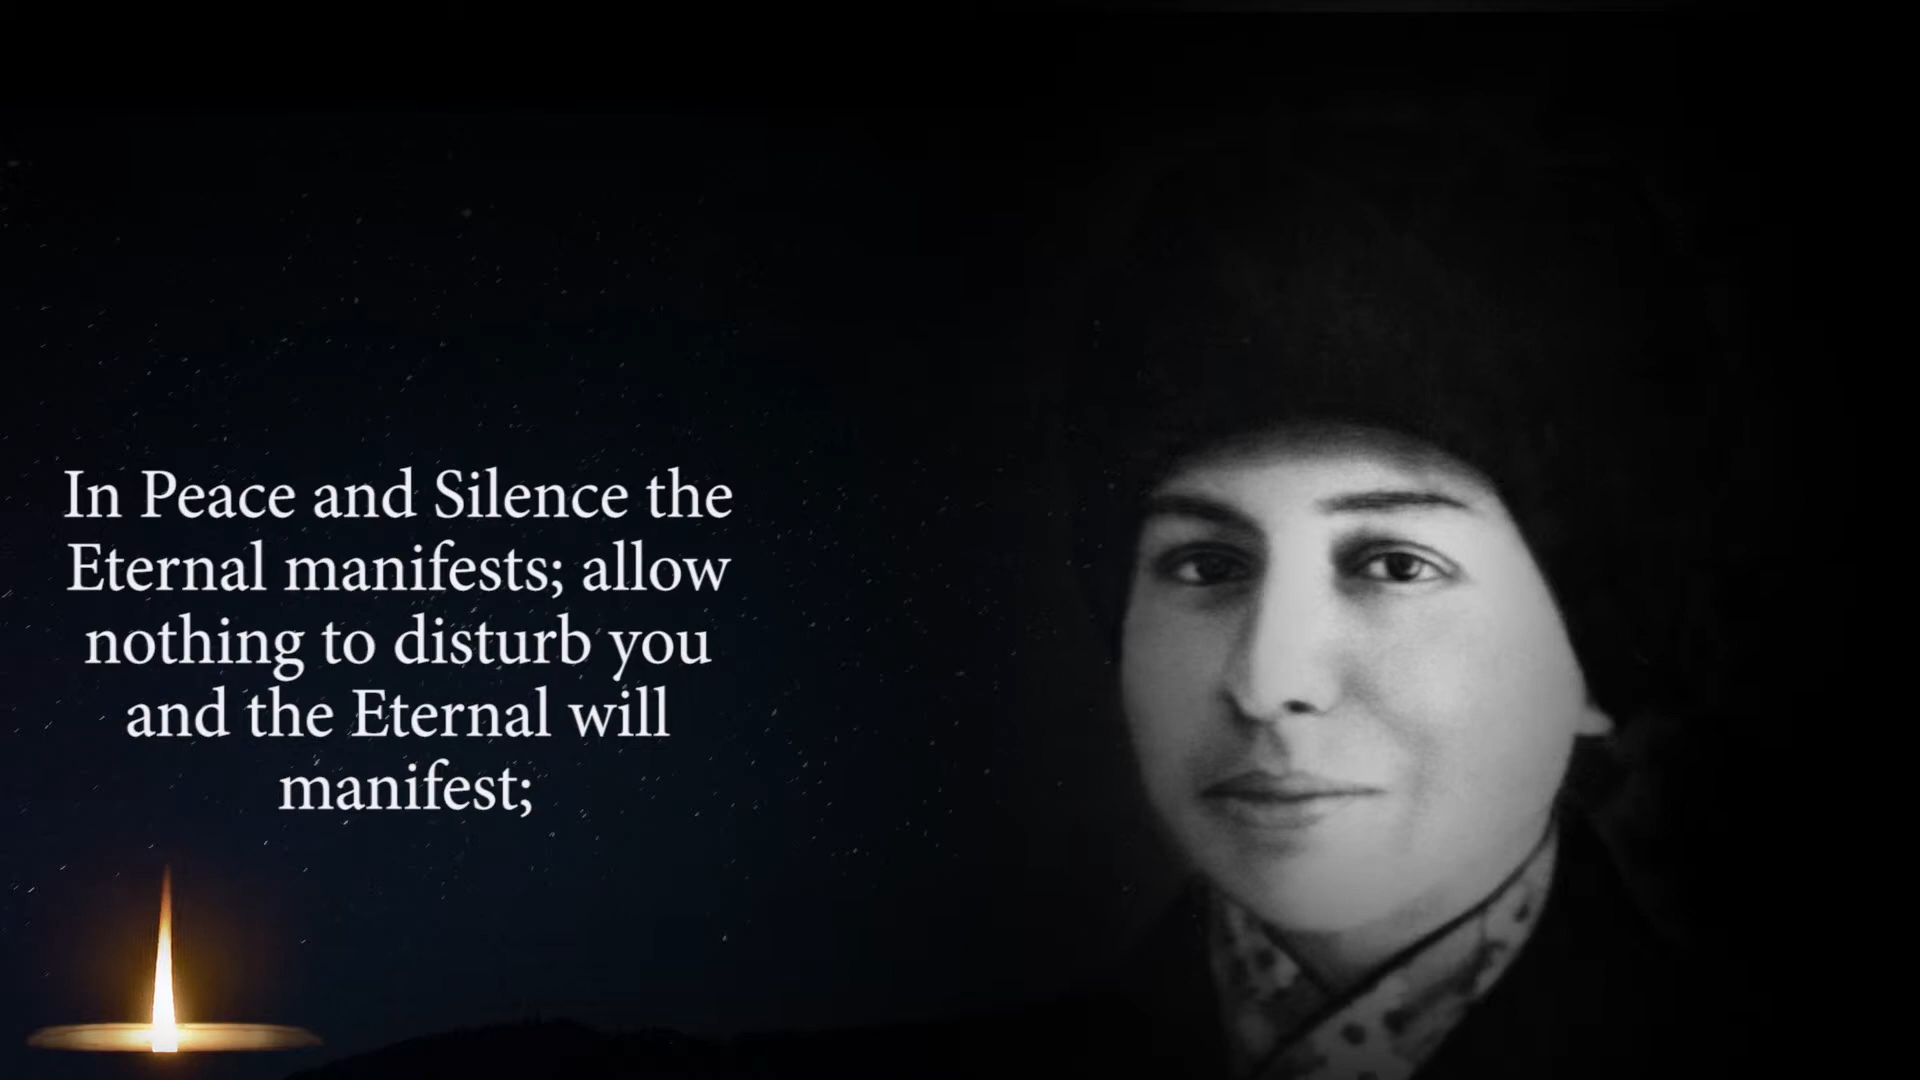 In Peace and Silence the
Eternal manifests; allow
nothing to disturb you
and the Eternal will
manifest;